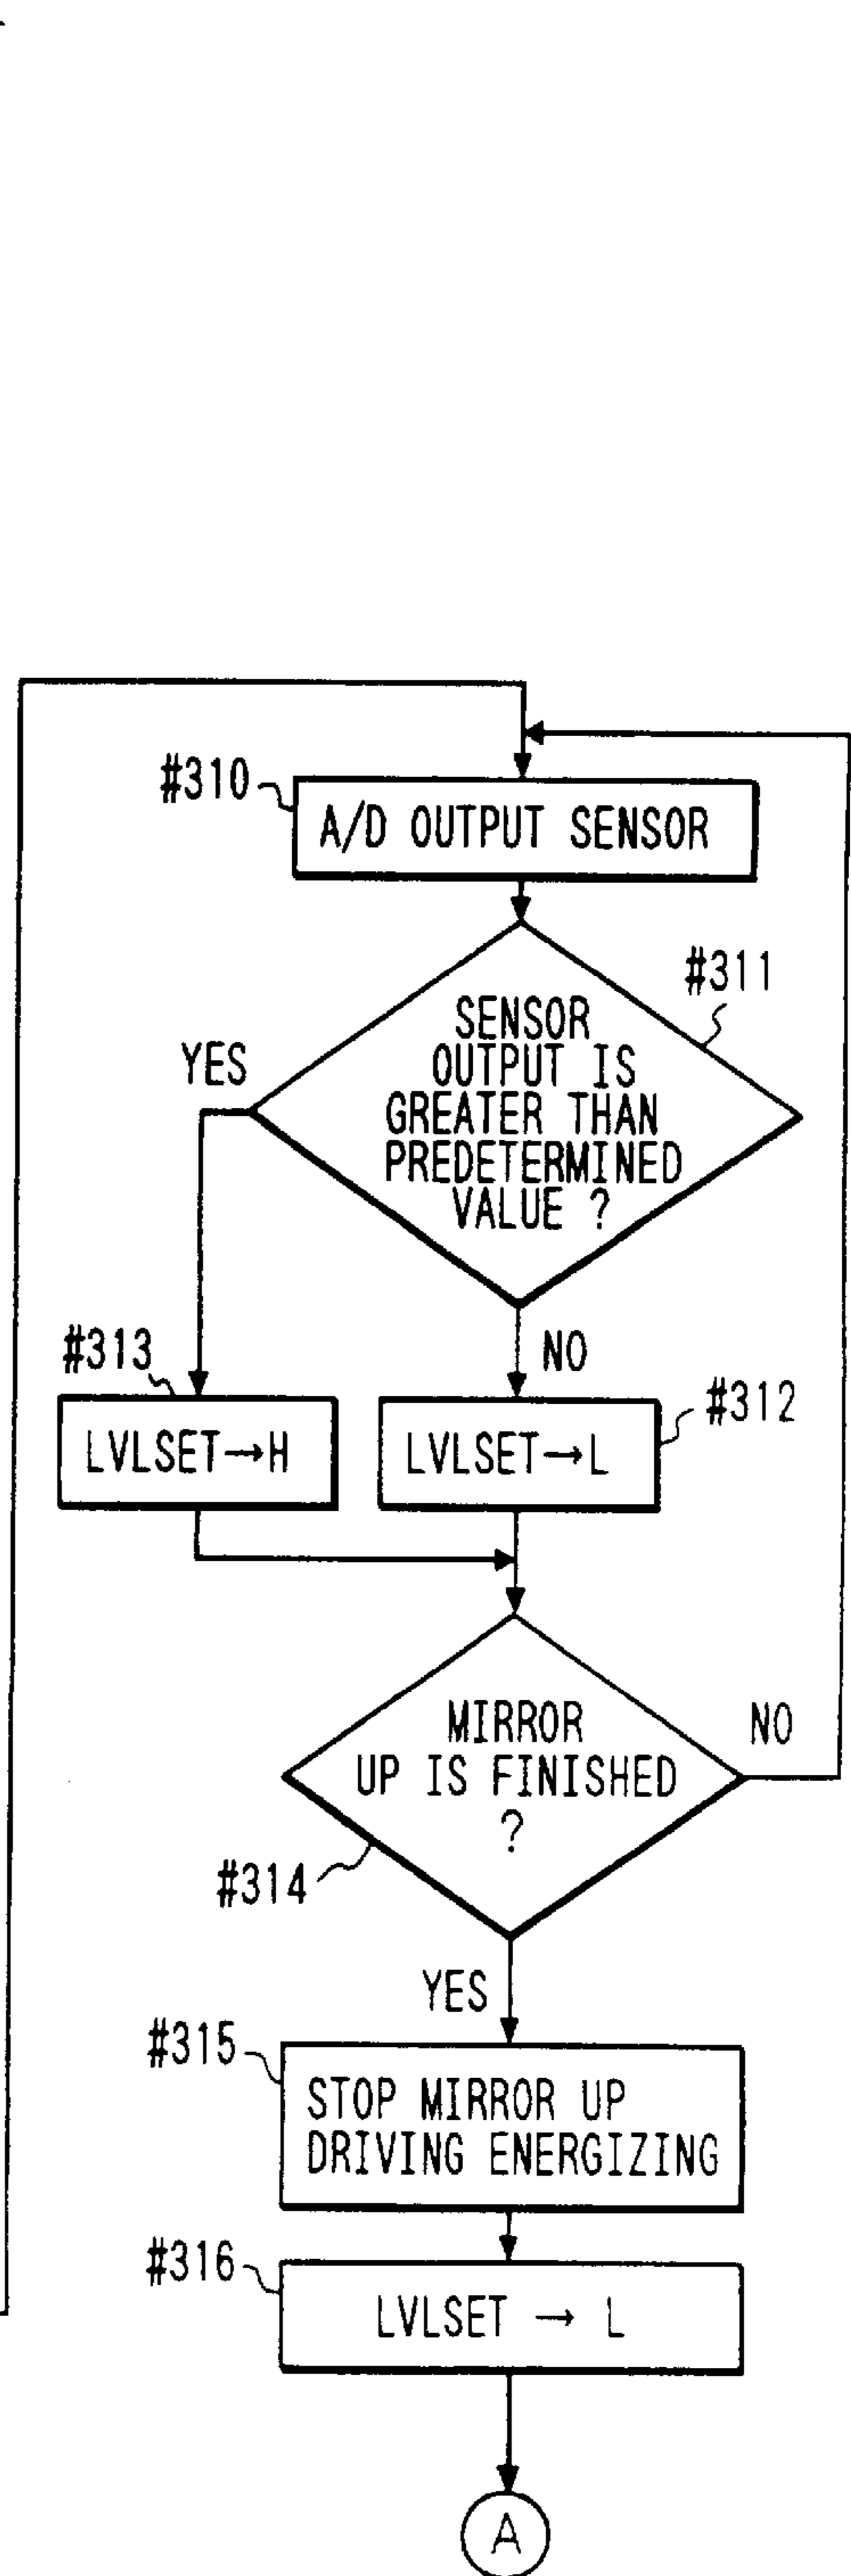 #310
A/D OUTPUT SENSOR
#311
SENSOR
OUTPUT IS
GREATER THAN
PREDETERMINED
VALUE ?
YES
NO
#313
LVLSET→H
#312
LVLSET→L
MIRROR
UP IS FINISHED
?
NO
#314
YES
#315
STOP MIRROR UP
DRIVING ENERGIZING
#316
LVLSET → L
A